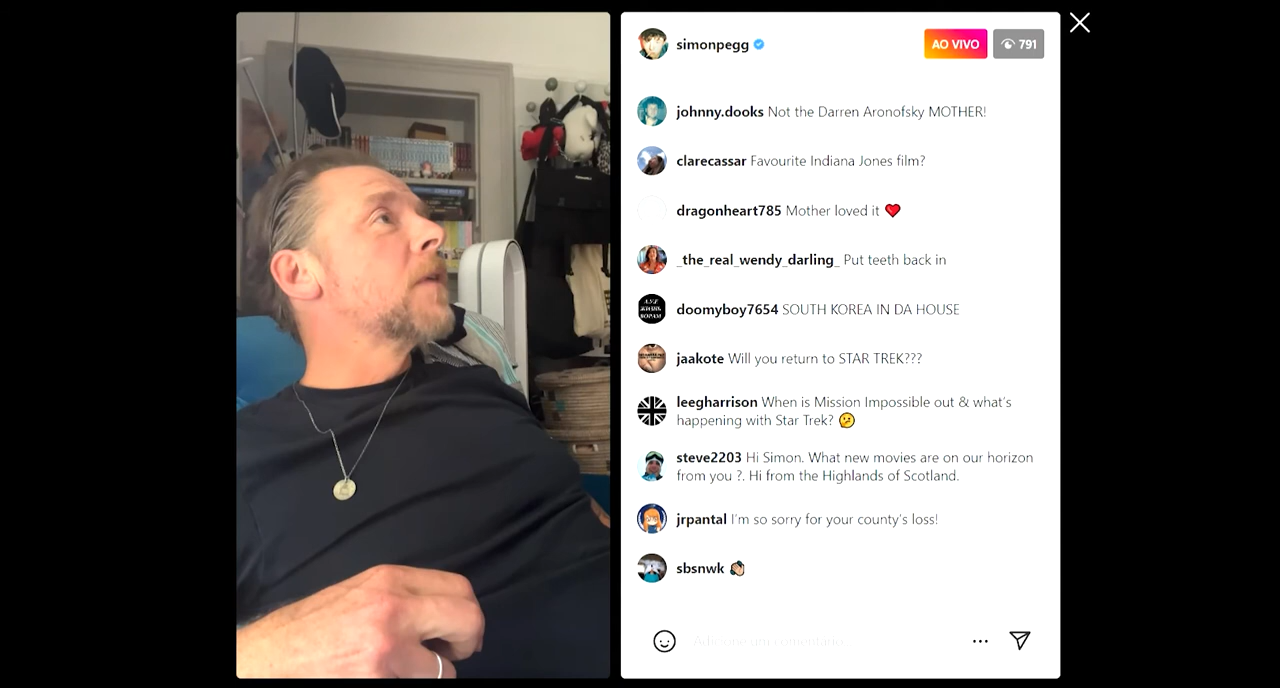 simonpegg
AO VIVO
791
johnny.dooks Not the Darren Aronofsky MOTHER!
clarecassar Favourite Indiana Jones film?
dragonheart785 Mother loved it ❤️
_the_real_wendy_darling_ Put teeth back in
doomyboy7654 SOUTH KOREA IN DA HOUSE
jaakote Will you return to STAR TREK???
leegharrison When is Mission Impossible out & what's
happening with Star Trek? 🤔
steve2203 Hi Simon. What new movies are on our horizon
from you ?. Hi from the Highlands of Scotland.
jrpantal I'm so sorry for your county's loss!
sbsnwk 👏🏻
Adicione um comentário